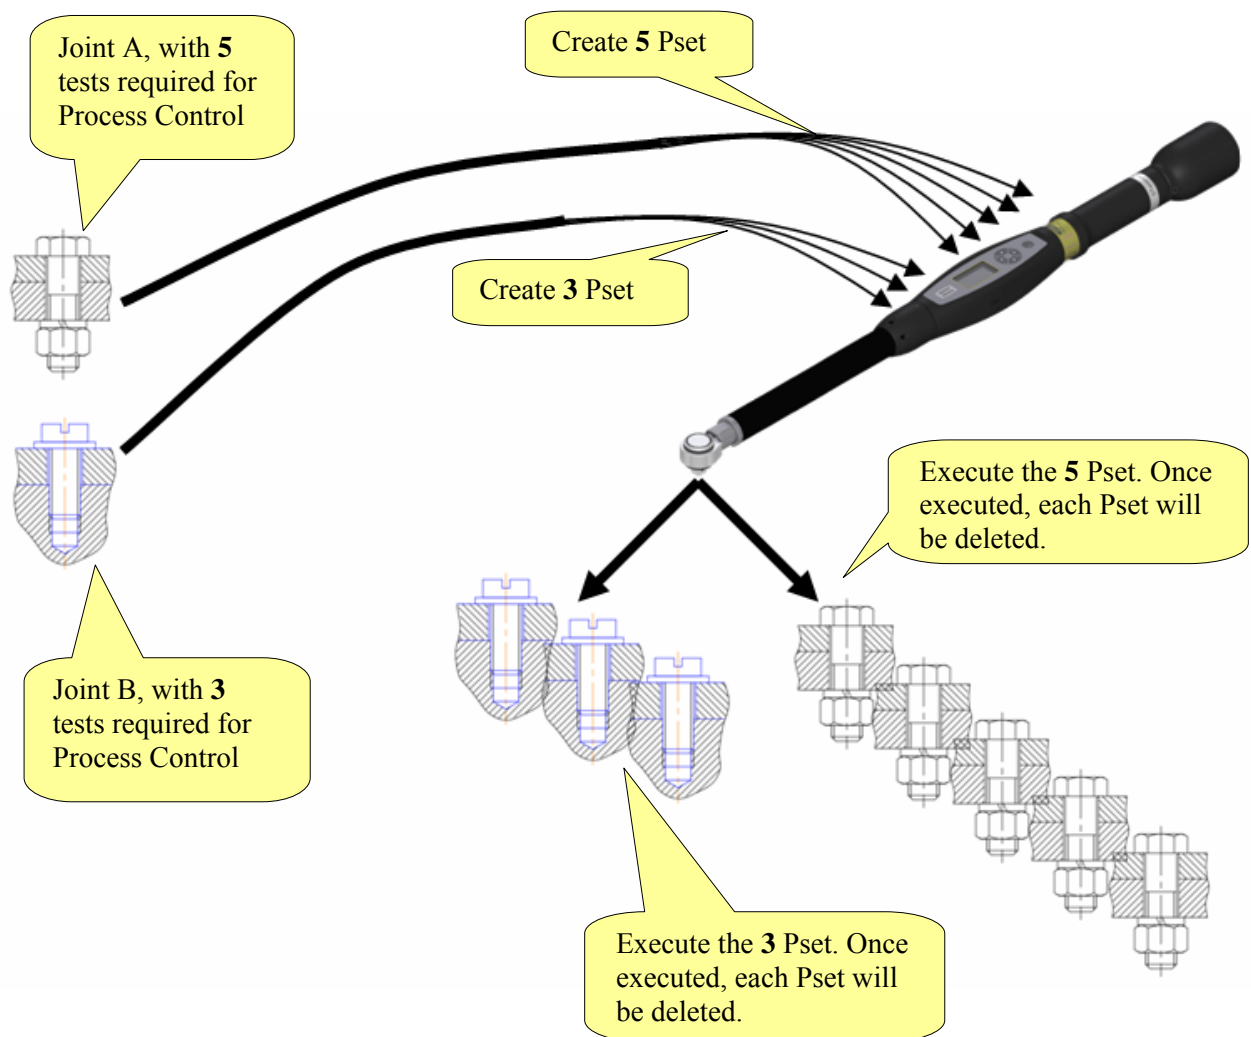 Joint A, with 5
tests required for
Process Control
Create 5 Pset
Create 3 Pset
Execute the 5 Pset. Once
executed, each Pset will
be deleted.
Joint B, with 3
tests required for
Process Control
Execute the 3 Pset. Once
executed, each Pset will
be deleted.